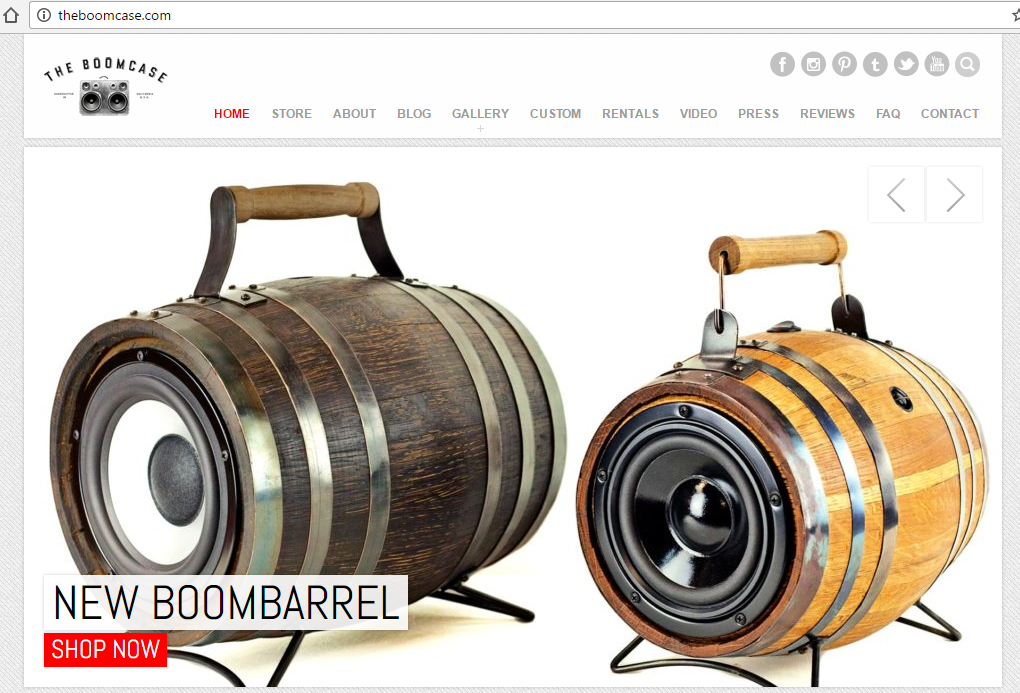 theboomcase.com
THE BOOMCASE
HOME STORE ABOUT BLOG GALLERY CUSTOM RENTALS VIDEO PRESS REVIEWS FAQ CONTACT
NEW BOOMBARREL
SHOP NOW